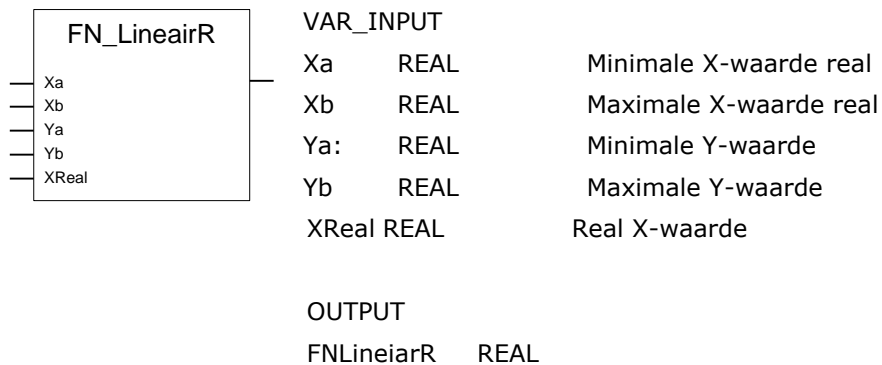 FN_LineairR
Xa
Xb
Ya
Yb
XReal
VAR_INPUT
Xa REAL Minimale X-waarde real
Xb REAL Maximale X-waarde real
Ya: REAL Minimale Y-waarde
Yb REAL Maximale Y-waarde
XReal REAL Real X-waarde
OUTPUT
FNLineiarR REAL